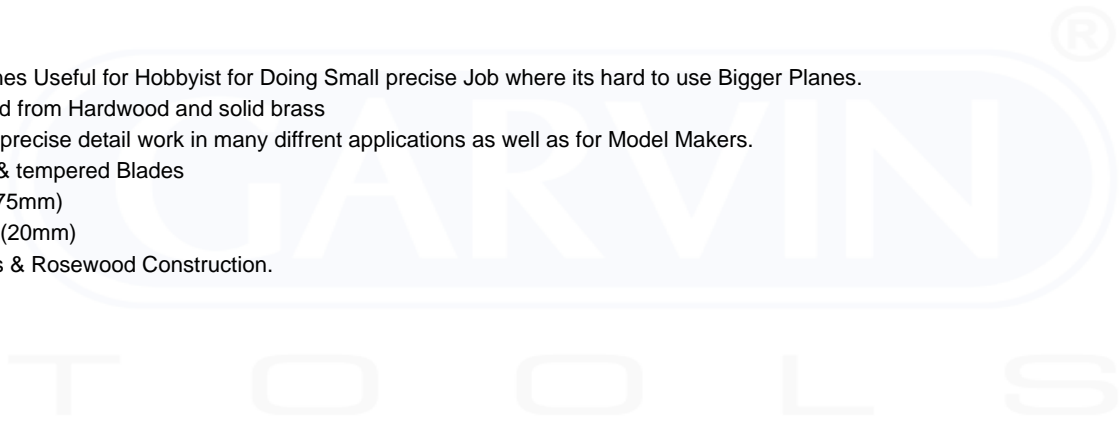 nes Useful for Hobbyist for Doing Small precise Job where its hard to use Bigger Planes.
d from Hardwood and solid brass
precise detail work in many diffrent applications as well as for Model Makers.
& tempered Blades
75mm)
(20mm)
s & Rosewood Construction.
GARVIN ®
TOOLS